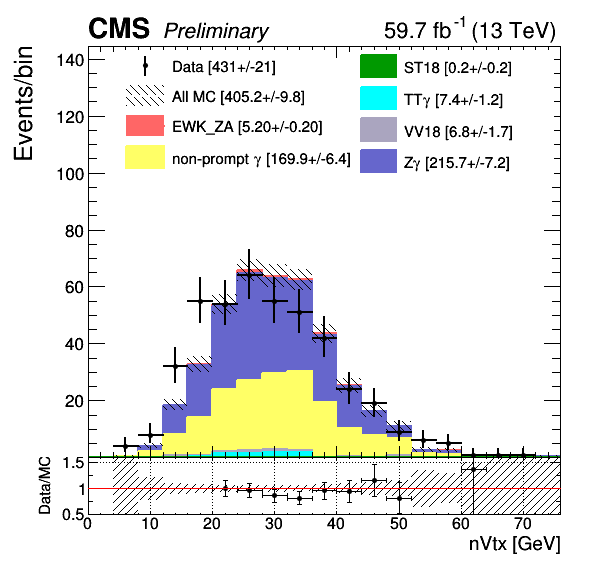 CMS Preliminary 59.7 fb⁻¹ (13 TeV)
Events/bin
140
120
100
80
60
40
20
Data [431+/-21]
All MC [405.2+/-9.8]
EWK_ZA [5.20+/-0.20]
non-prompt γ [169.9+/-6.4]
ST18 [0.2+/-0.2]
TTγ [7.4+/-1.2]
VV18 [6.8+/-1.7]
Zγ [215.7+/-7.2]
Data/MC
1.5
1
0.5
0 10 20 30 40 50 60 70
nVtx [GeV]